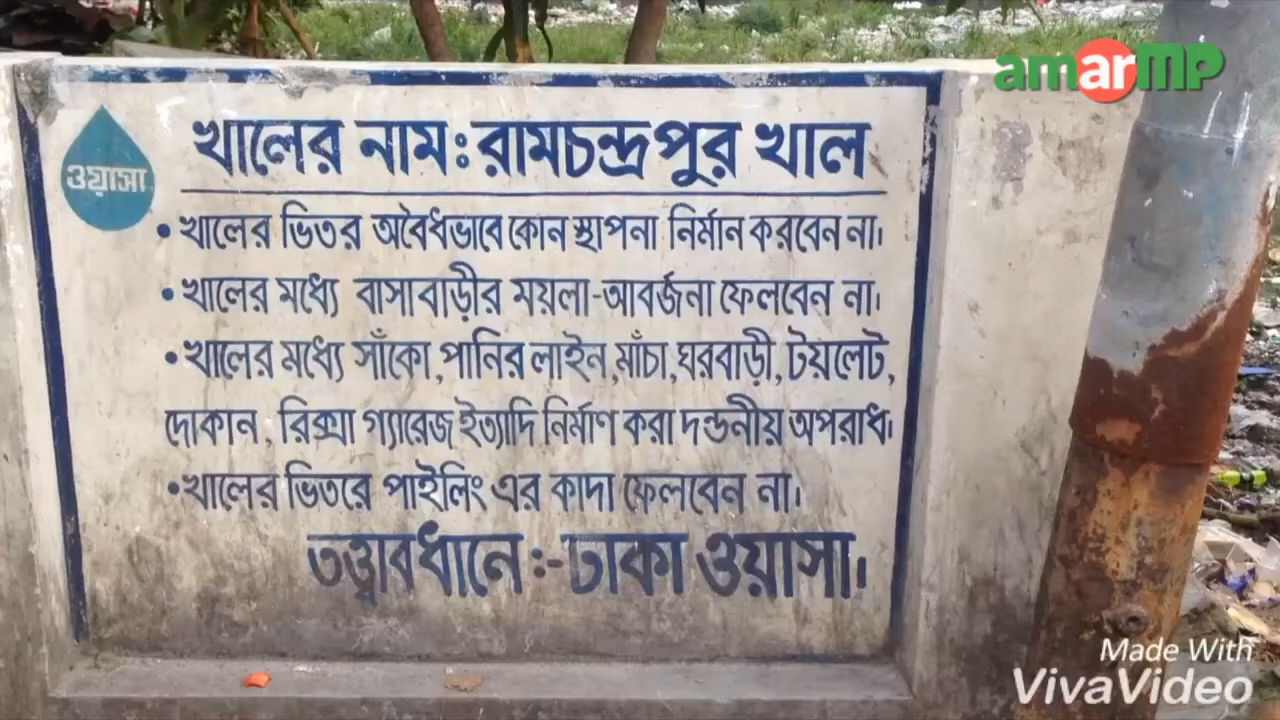 amarMP
ওয়াসা
খালের নাম: রামচন্দ্রপুর খাল
• খালের ভিতর অবৈধভাবে কোন স্থাপনা নির্মান করবেন না।
• খালের মধ্যে বাসাবাড়ীর ময়লা-আবর্জনা ফেলবেন না।
• খালের মধ্যে সাঁকো, পানির লাইন, মাঁচা, ঘরবাড়ী, টয়লেট,
দোকান, রিক্সা গ্যারেজ ইত্যাদি নির্মাণ করা দন্ডনীয় অপরাধ।
• খালের ভিতরে পাইলিং এর কাদা ফেলবেন না।
তত্ত্বাবধানে :- ঢাকা ওয়াসা।
Made With
VivaVideo